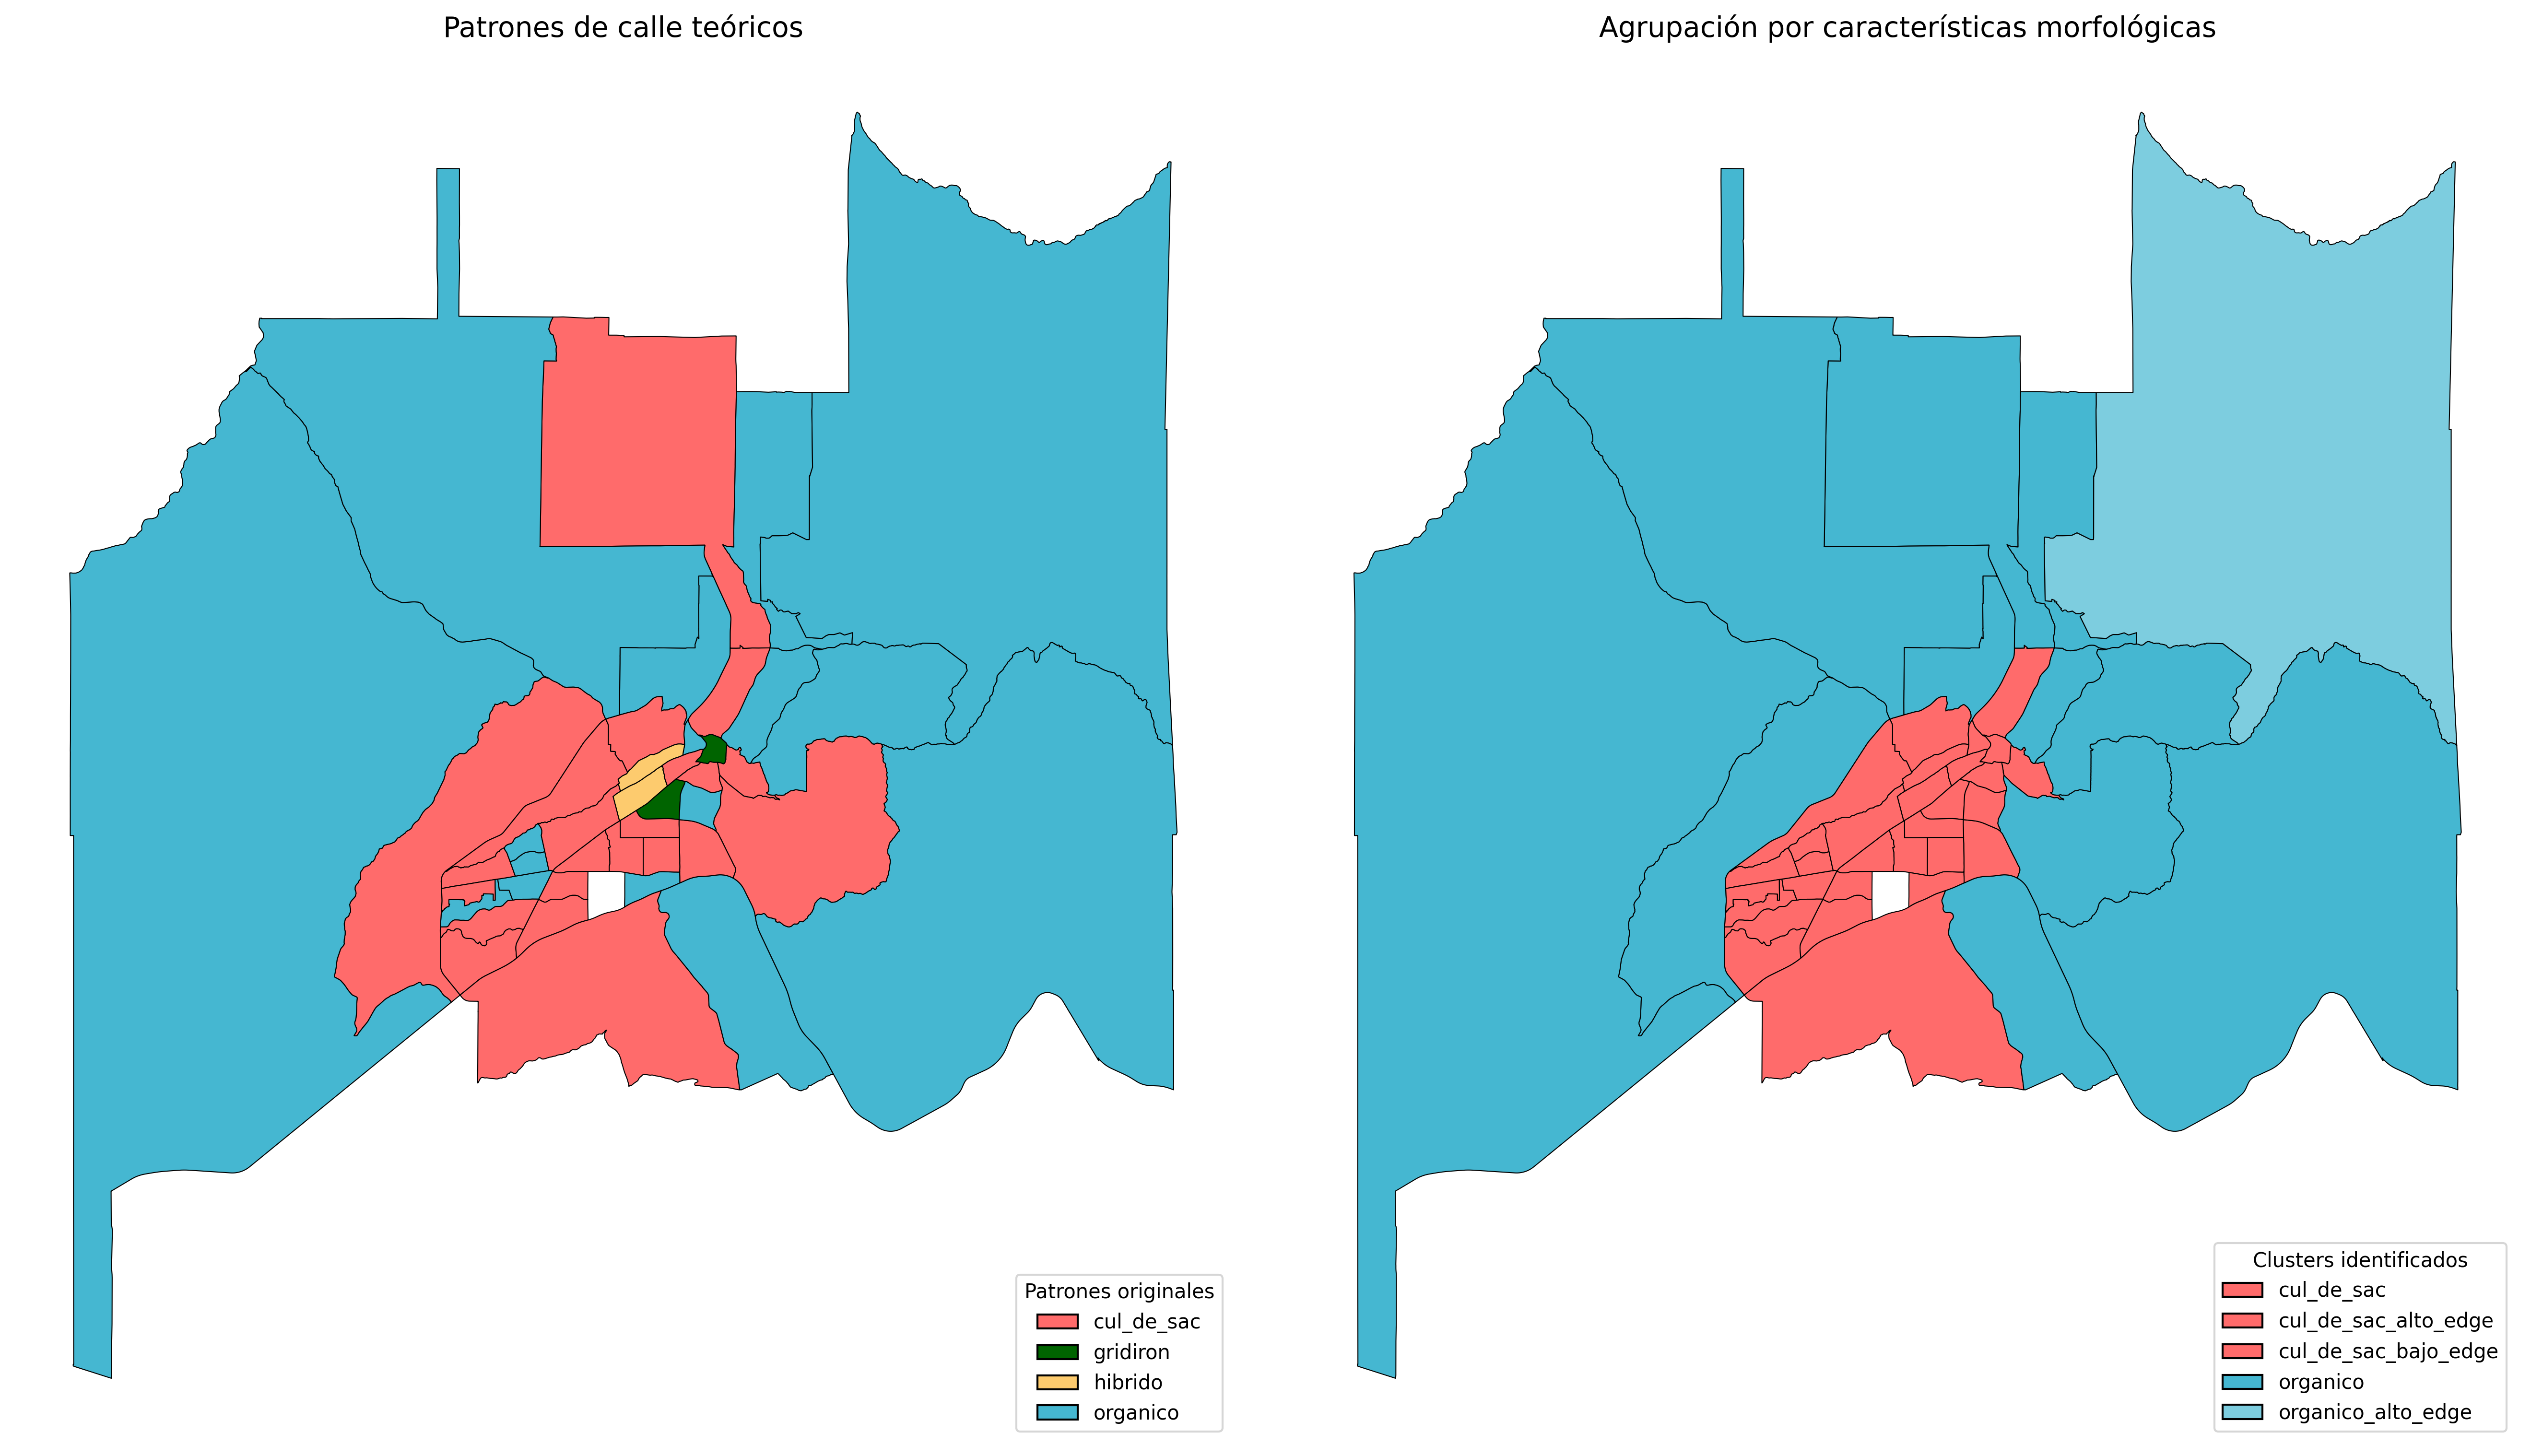 Patrones de calle teóricos
Agrupación por características morfológicas
Patrones originales
cul_de_sac
gridiron
hibrido
organico
Clusters identificados
cul_de_sac
cul_de_sac_alto_edge
cul_de_sac_bajo_edge
organico
organico_alto_edge